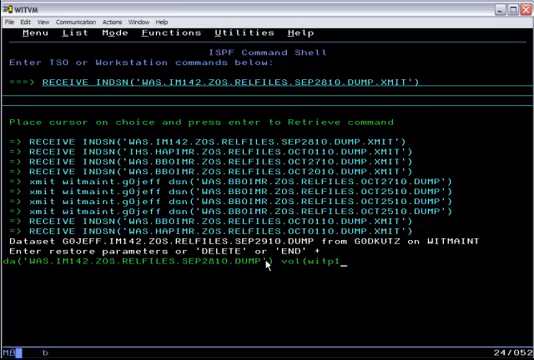 WITVM
File Edit View Communication Actions Window Help
Menu List Mode Functions Utilities Help
ISPF Command Shell
Enter TSO or Workstation commands below:
===> RECEIVE INDSN('WAS.IM142.ZOS.RELFILES.SEP2810.DUMP.XMIT')
Place cursor on choice and press enter to Retrieve command
=> RECEIVE INDSN('WAS.IM142.ZOS.RELFILES.SEP2810.DUMP.XMIT')
=> RECEIVE INDSN('IHS.HAPIMR.ZOS.RELFILES.OCT0110.DUMP.XMIT')
=> RECEIVE INDSN('WAS.BBOIMR.ZOS.RELFILES.OCT2710.DUMP.XMIT')
=> RECEIVE INDSN('WAS.BBOIMR.ZOS.RELFILES.OCT2010.DUMP.XMIT')
=> xmit witmaint.g0jeff dsn('WAS.BBOIMR.ZOS.RELFILES.OCT2710.DUMP')
=> xmit witmaint.g0jeff dsn('WAS.BBOIMR.ZOS.RELFILES.OCT2510.DUMP')
=> xmit witmaint.g0jeff dsn('WAS.BBOIMR.ZOS.RELFILES.OCT2510.DUMP')
=> xmit witmaint.g0jeff dsn('WAS.BBOIMR.ZOS.RELFILES.OCT2510.DUMP')
=> RECEIVE INDSN('WAS.HAPIMR.ZOS.RELFILES.OCT0110.DUMP.XMIT')
=> RECEIVE INDSN('WAS.HAPIMR.ZOS.RELFILES.OCT0110.DUMP.XMIT')
Dataset G0JEFF.IM142.ZOS.RELFILES.SEP2910.DUMP from GODKUTZ on WITMAINT
Enter restore parameters or 'DELETE' or 'END' +
da('WAS.IM142.ZOS.RELFILES.SEP2810.DUMP') vol(witp1_
MA b 24/052